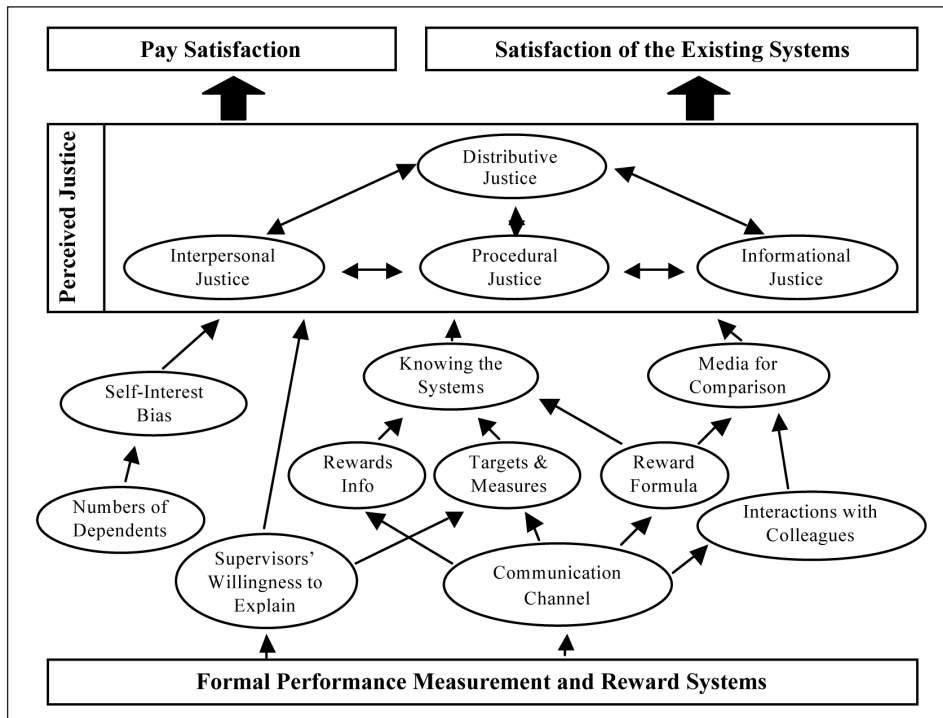 Pay Satisfaction
Satisfaction of the Existing Systems
Perceived Justice
Distributive
Justice
Interpersonal
Justice
Procedural
Justice
Informational
Justice
Knowing the
Systems
Media for
Comparison
Self-Interest
Bias
Rewards
Info
Targets &
Measures
Reward
Formula
Numbers of
Dependents
Interactions with
Colleagues
Supervisors’
Willingness to
Explain
Communication
Channel
Formal Performance Measurement and Reward Systems